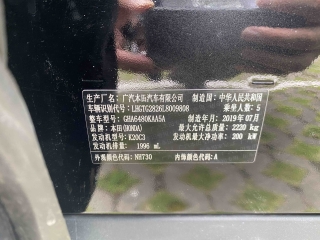 生产厂名：广汽本田汽车有限公司 制造国：中华人民共和国
车辆识别代号：LHGTG2826L8009808 乘坐人数：5
整车型号：GHA6480KAA5A 制造年月：2019年07月
品牌：本田(HONDA) 最大允许总质量：2230 kg
发动机型号：K20C3 发动机最大净功率：200 kW
发动机排量：1996 ml
外观颜色代码：NH730 内饰颜色代码：A